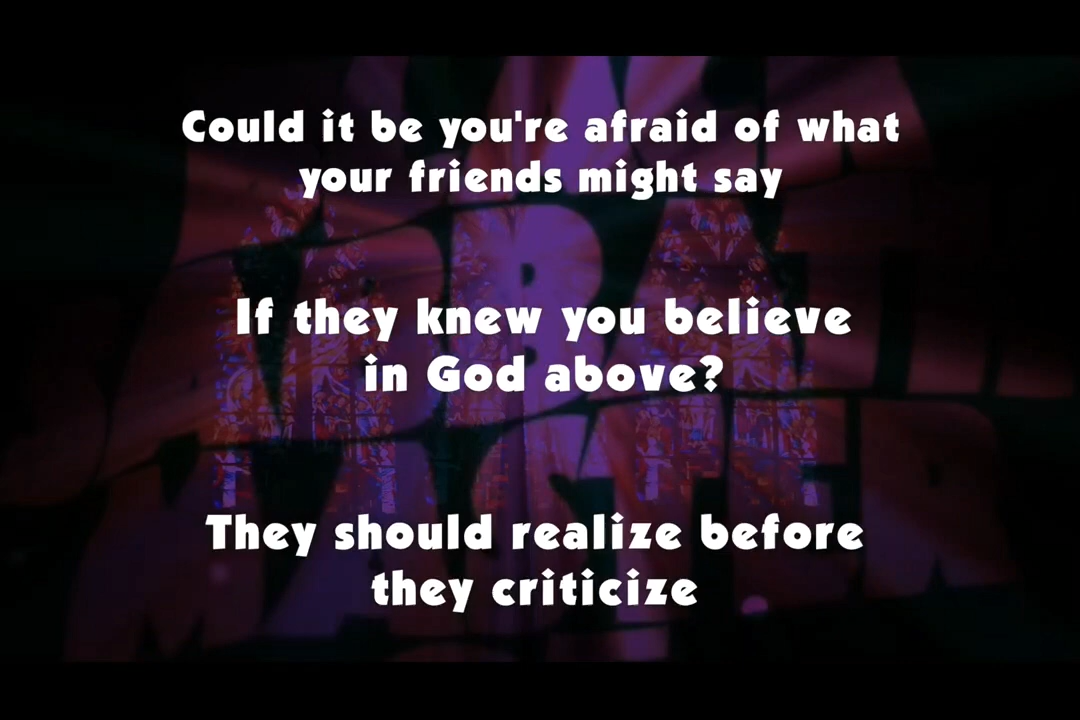 Could it be you're afraid of what
your friends might say
If they knew you believe
in God above?
They should realize before
they criticize